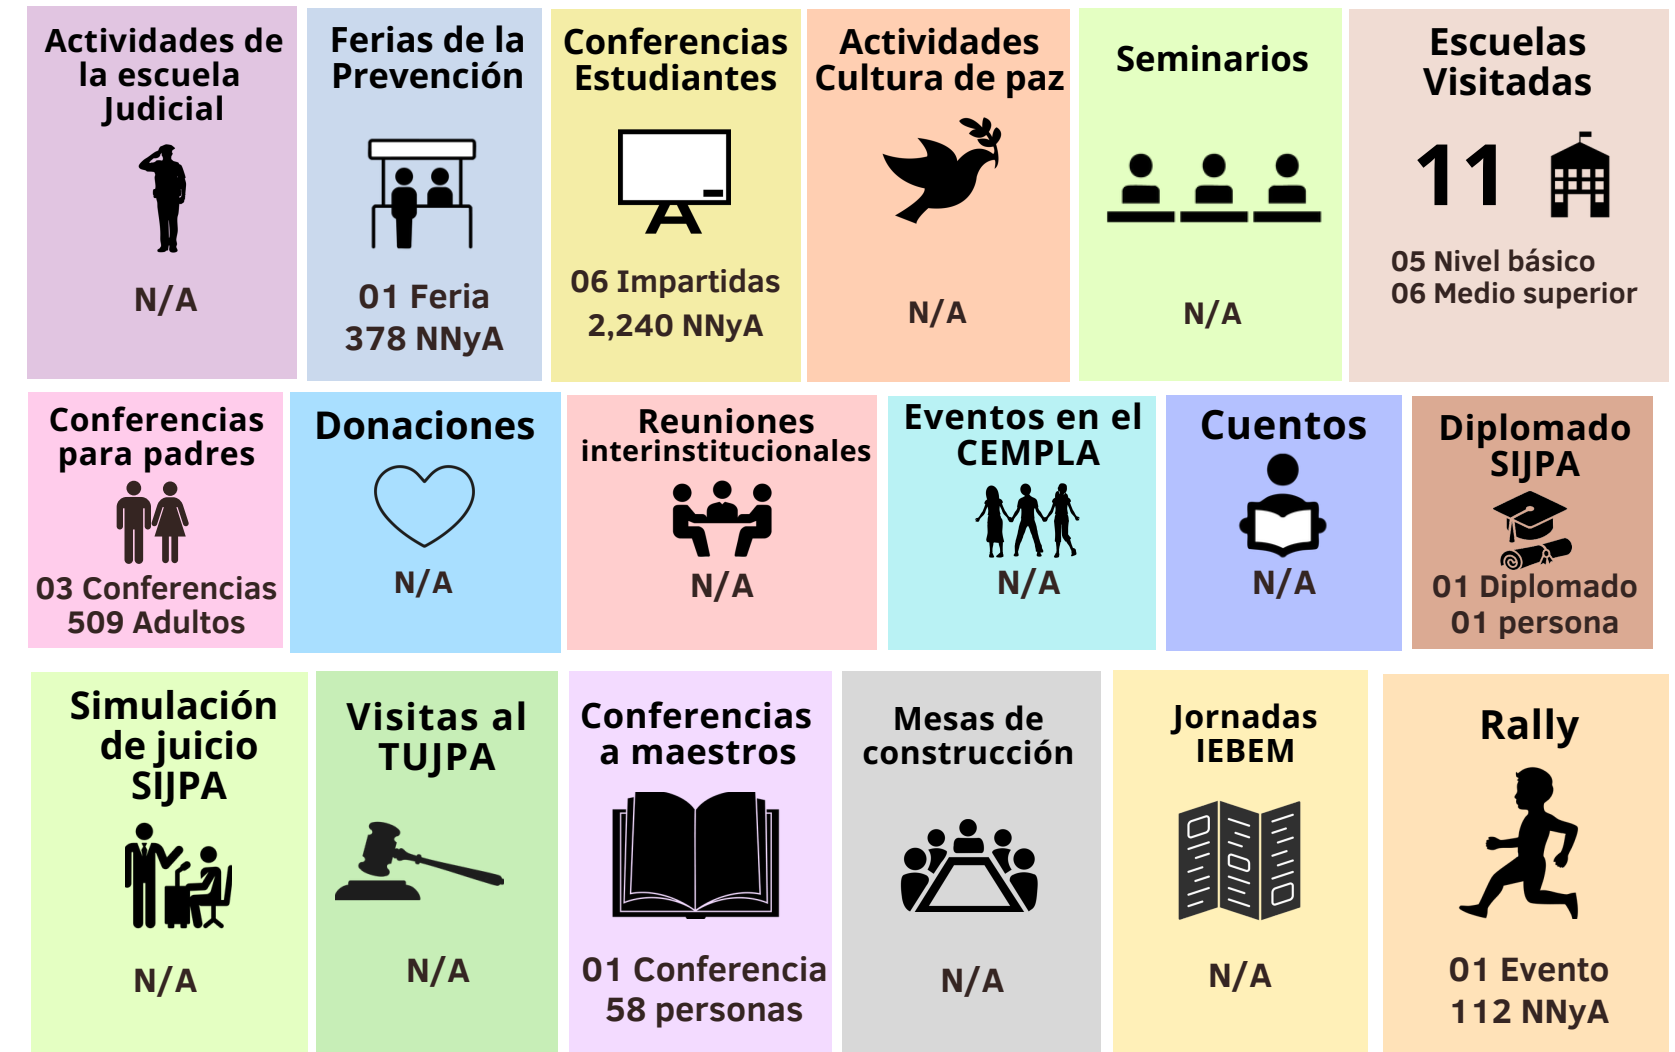 Actividades de
la escuela
Judicial
N/A
Ferias de la
Prevención
01 Feria
378 NNyA
Conferencias
Estudiantes
06 Impartidas
2,240 NNyA
Actividades
Cultura de paz
N/A
Seminarios
N/A
Escuelas
Visitadas
11
05 Nivel básico
06 Medio superior
Conferencias
para padres
03 Conferencias
509 Adultos
Donaciones
N/A
Reuniones
interinstitucionales
N/A
Eventos en el
CEMPLA
N/A
Cuentos
N/A
Diplomado
SIJPA
01 Diplomado
01 persona
Simulación
de juicio
SIJPA
N/A
Visitas al
TUJPA
N/A
Conferencias
a maestros
01 Conferencia
58 personas
Mesas de
construcción
N/A
Jornadas
IEBEM
N/A
Rally
01 Evento
112 NNyA